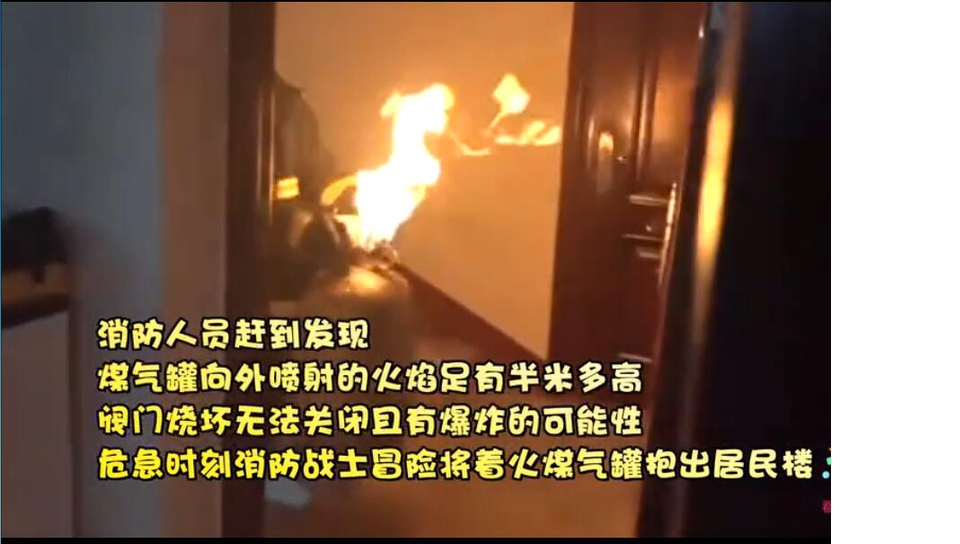 消防人员赶到发现
煤气罐向外喷射的火焰足有半米多高
阀门烧坏无法关闭且有爆炸的可能性
危急时刻消防战士冒险将着火煤气罐抱出居民楼